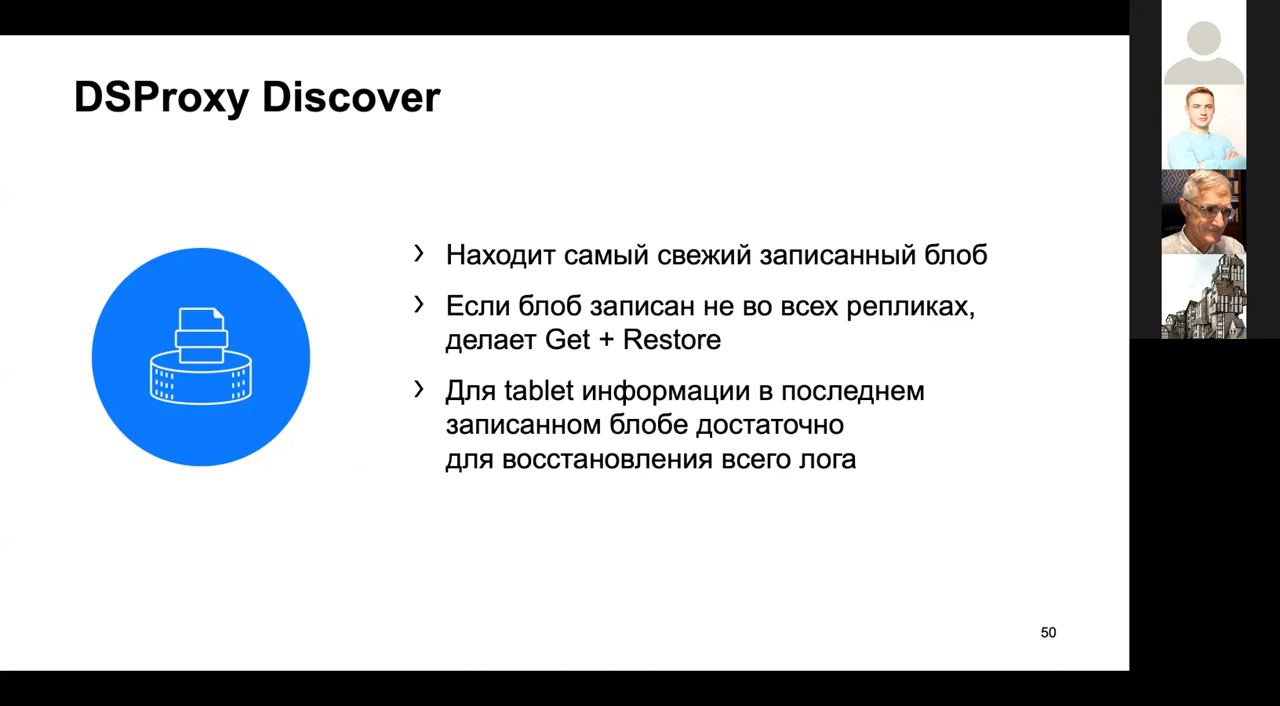 DSProxy Discover
Находит самый свежий записанный блоб
Если блоб записан не во всех репликах,
делает Get + Restore
Для tablet информации в последнем
записанном блобе достаточно
для восстановления всего лога
50